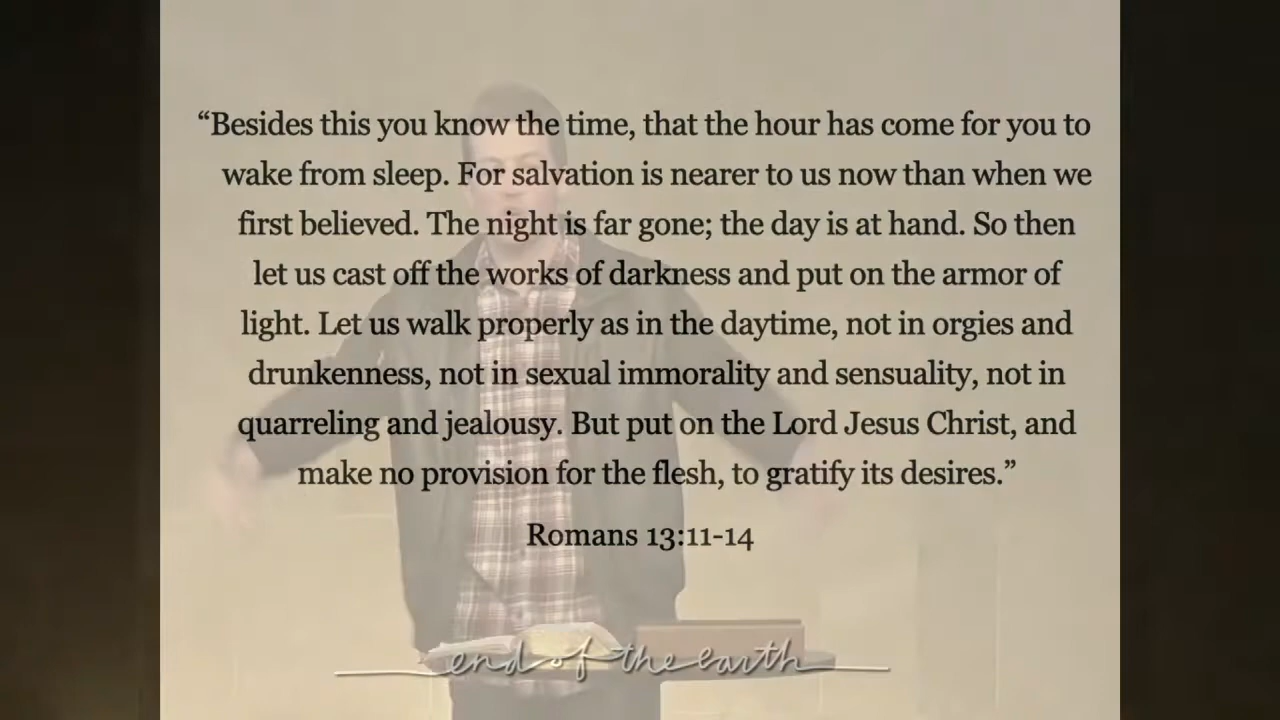 “Besides this you know the time, that the hour has come for you to
wake from sleep. For salvation is nearer to us now than when we
first believed. The night is far gone; the day is at hand. So then
let us cast off the works of darkness and put on the armor of
light. Let us walk properly as in the daytime, not in orgies and
drunkenness, not in sexual immorality and sensuality, not in
quarreling and jealousy. But put on the Lord Jesus Christ, and
make no provision for the flesh, to gratify its desires.”
Romans 13:11-14
end of the earth